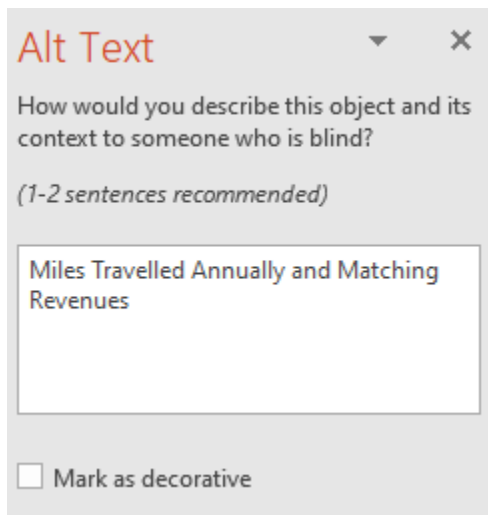 Alt Text
How would you describe this object and its
context to someone who is blind?
(1-2 sentences recommended)
Miles Travelled Annually and Matching
Revenues
Mark as decorative